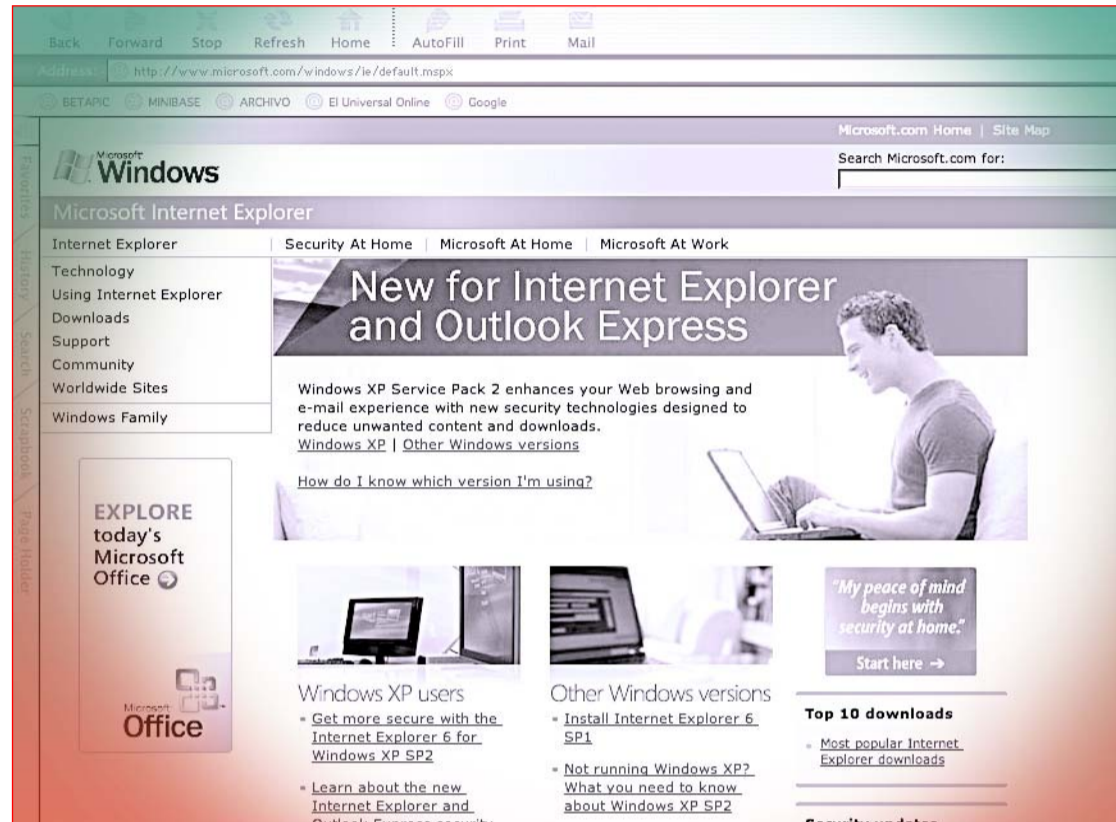 Back Forward Stop Refresh Home AutoFill Print Mail
Address: http://www.microsoft.com/windows/ie/default.mspx
BETAPIC MINIBASE ARCHIVO El Universal Online Google
Microsoft.com Home | Site Map
Microsoft
Windows
Search Microsoft.com for:
Microsoft Internet Explorer
Internet Explorer
Security At Home | Microsoft At Home | Microsoft At Work
Favorites
History
Search
Scrapbook
Page Holder
Technology
Using Internet Explorer
Downloads
Support
Community
Worldwide Sites
Windows Family
New for Internet Explorer
and Outlook Express
Windows XP Service Pack 2 enhances your Web browsing and
e-mail experience with new security technologies designed to
reduce unwanted content and downloads.
Windows XP | Other Windows versions
How do I know which version I'm using?
EXPLORE
today's
Microsoft
Office
Microsoft
Office
Windows XP users
Get more secure with the
Internet Explorer 6 for
Windows XP SP2
Learn about the new
Internet Explorer and
Outlook Express security
Other Windows versions
Install Internet Explorer 6
SP1
Not running Windows XP?
What you need to know
about Windows XP SP2
"My peace of mind
begins with
security at home."
Start here →
Top 10 downloads
Most popular Internet
Explorer downloads
Security updates